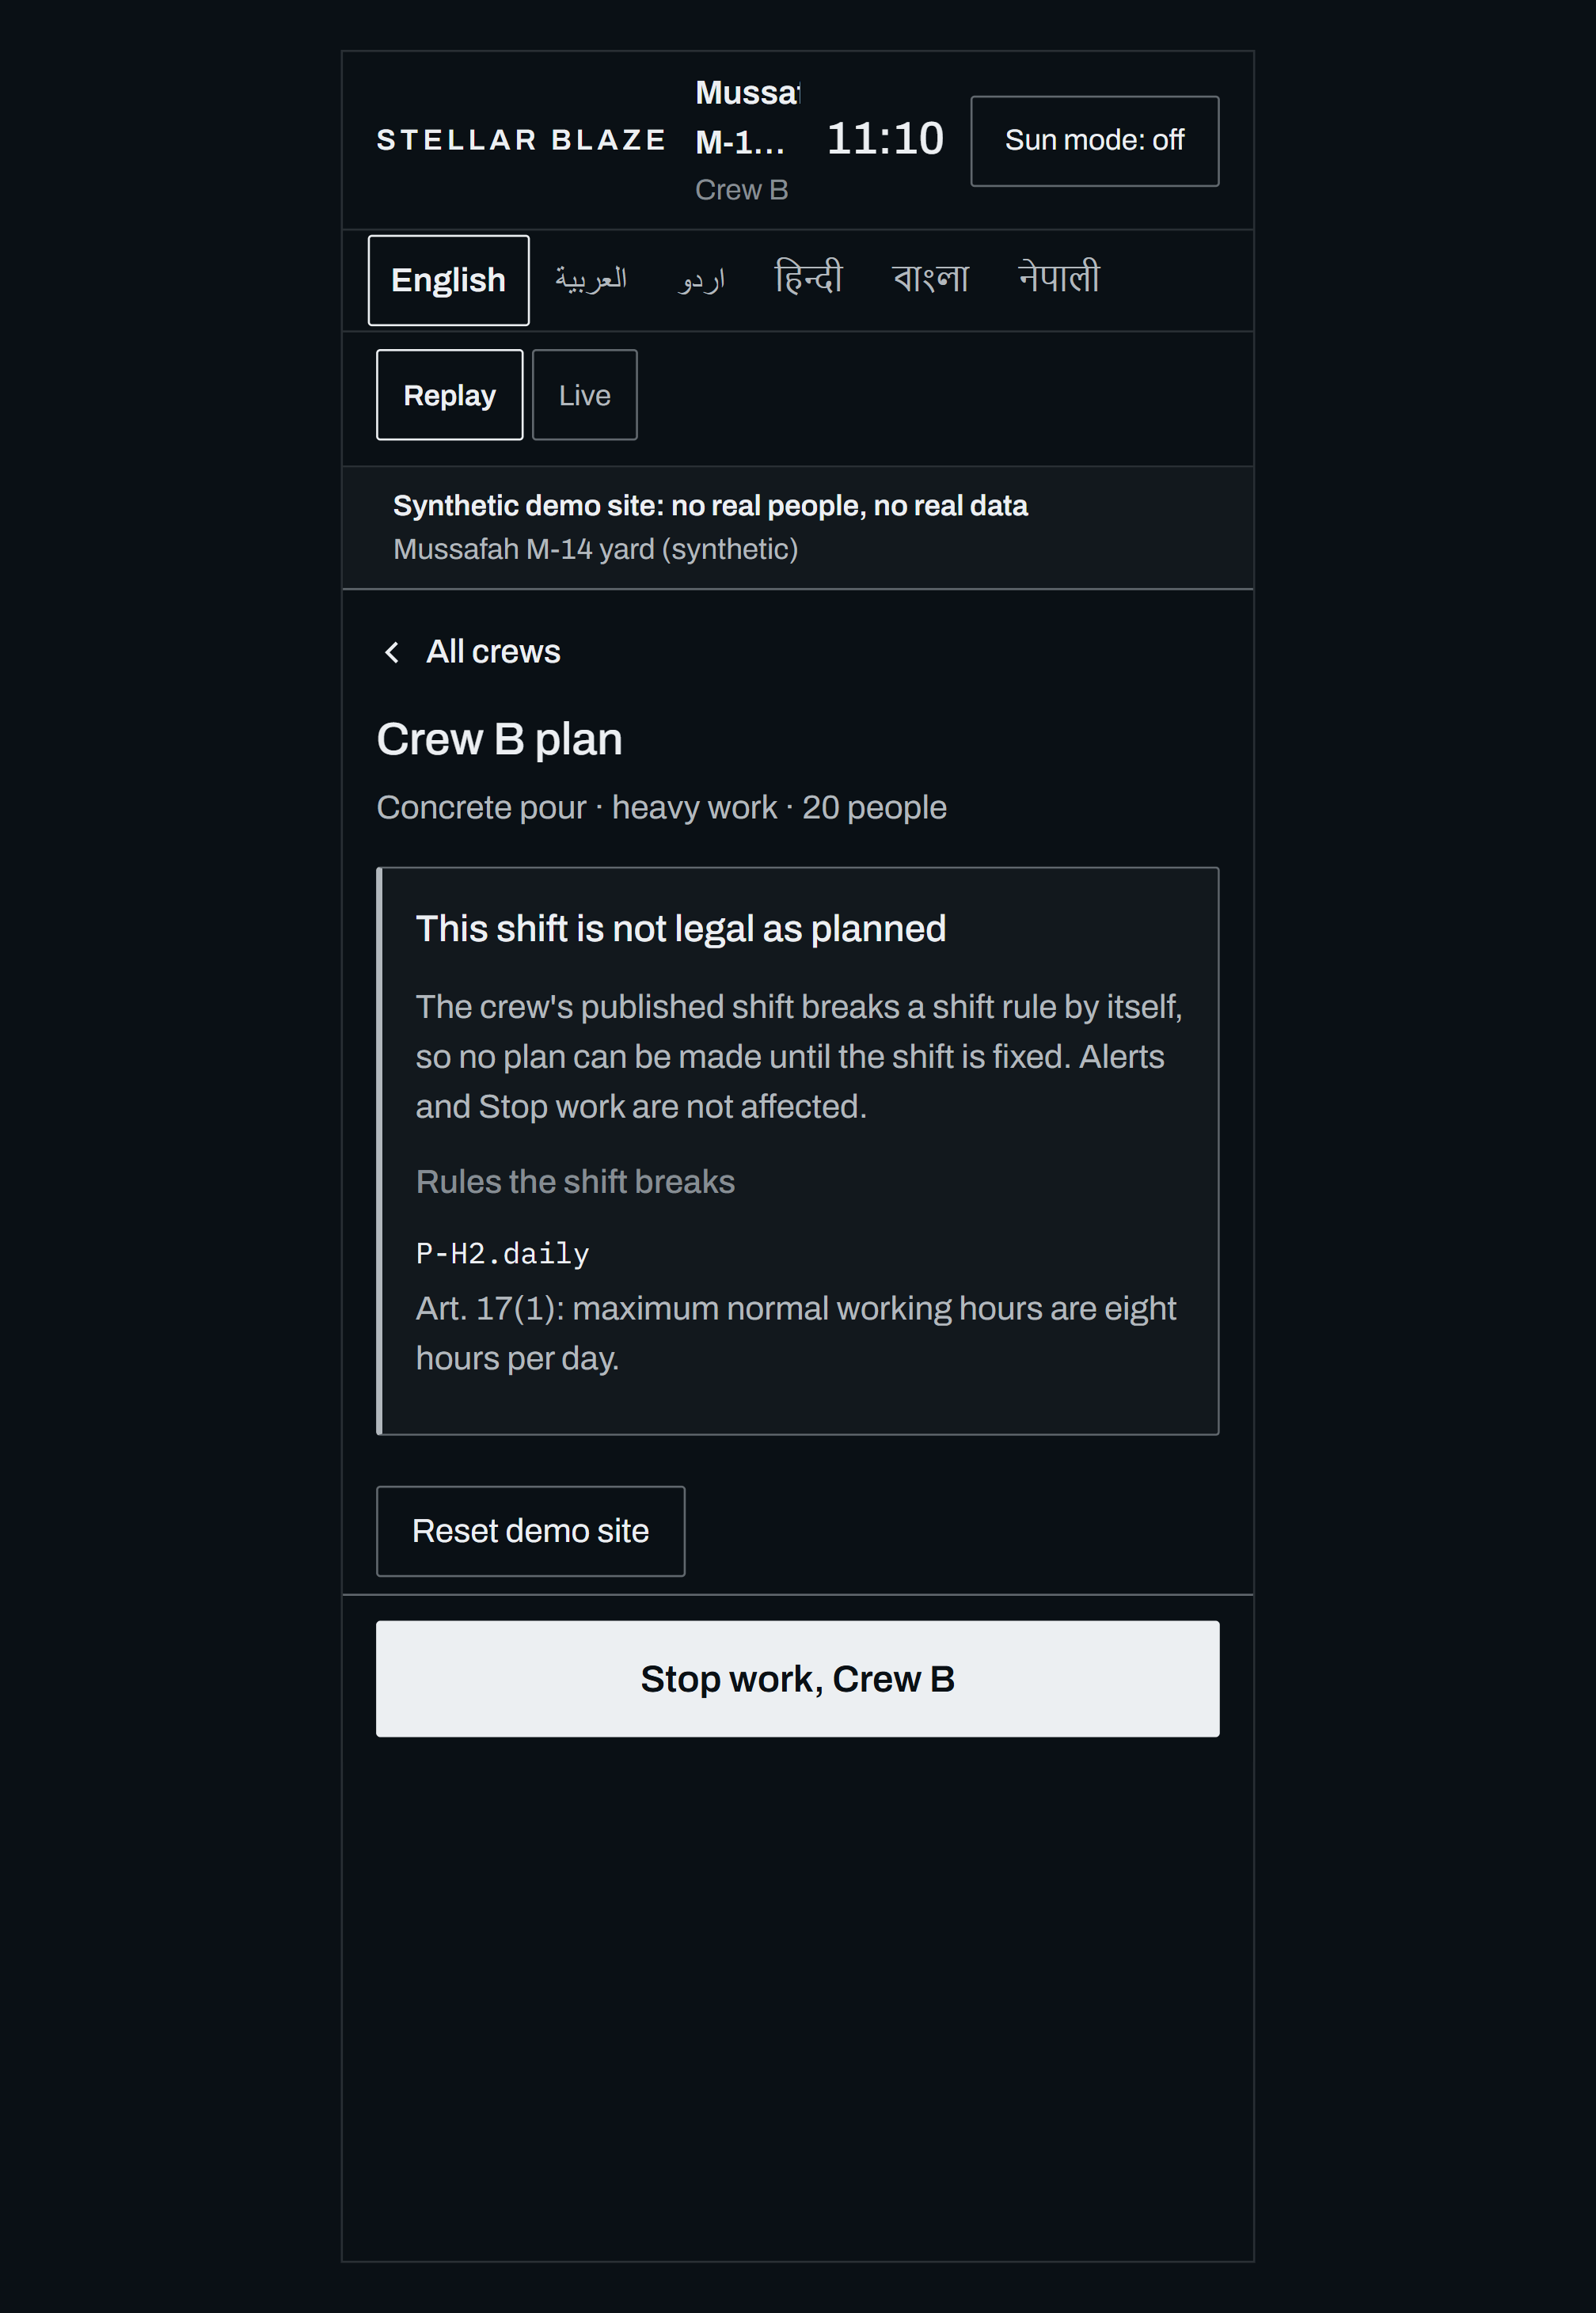 STELLAR BLAZE
Mussaf
M-1...
Crew B
11:10
Sun mode: off
English
العربية
اردو
हिन्दी
বাংলা
नेपाली
Replay
Live
Synthetic demo site: no real people, no real data
Mussafah M-14 yard (synthetic)
All crews
Crew B plan
Concrete pour · heavy work · 20 people
This shift is not legal as planned
The crew's published shift breaks a shift rule by itself,
so no plan can be made until the shift is fixed. Alerts
and Stop work are not affected.
Rules the shift breaks
P-H2.daily
Art. 17(1): maximum normal working hours are eight
hours per day.
Reset demo site
Stop work, Crew B